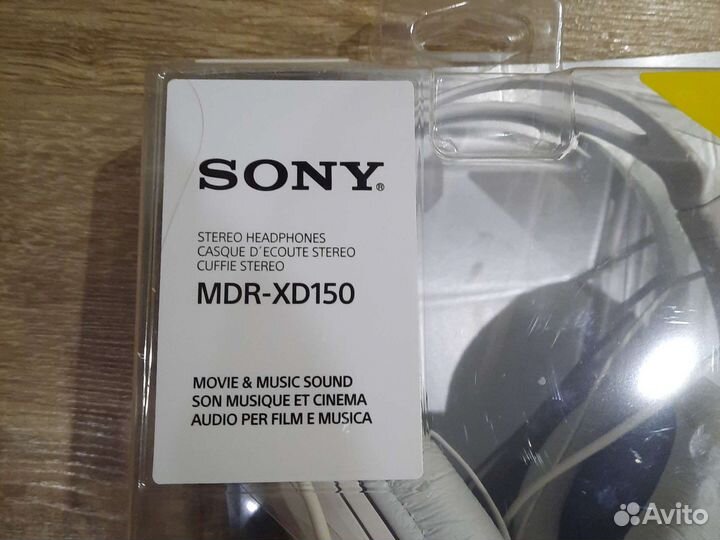 SONY®
STEREO HEADPHONES
CASQUE D'ECOUTE STEREO
CUFFIE STEREO
MDR-XD150
MOVIE & MUSIC SOUND
SON MUSIQUE ET CINEMA
AUDIO PER FILM E MUSICA
Avito